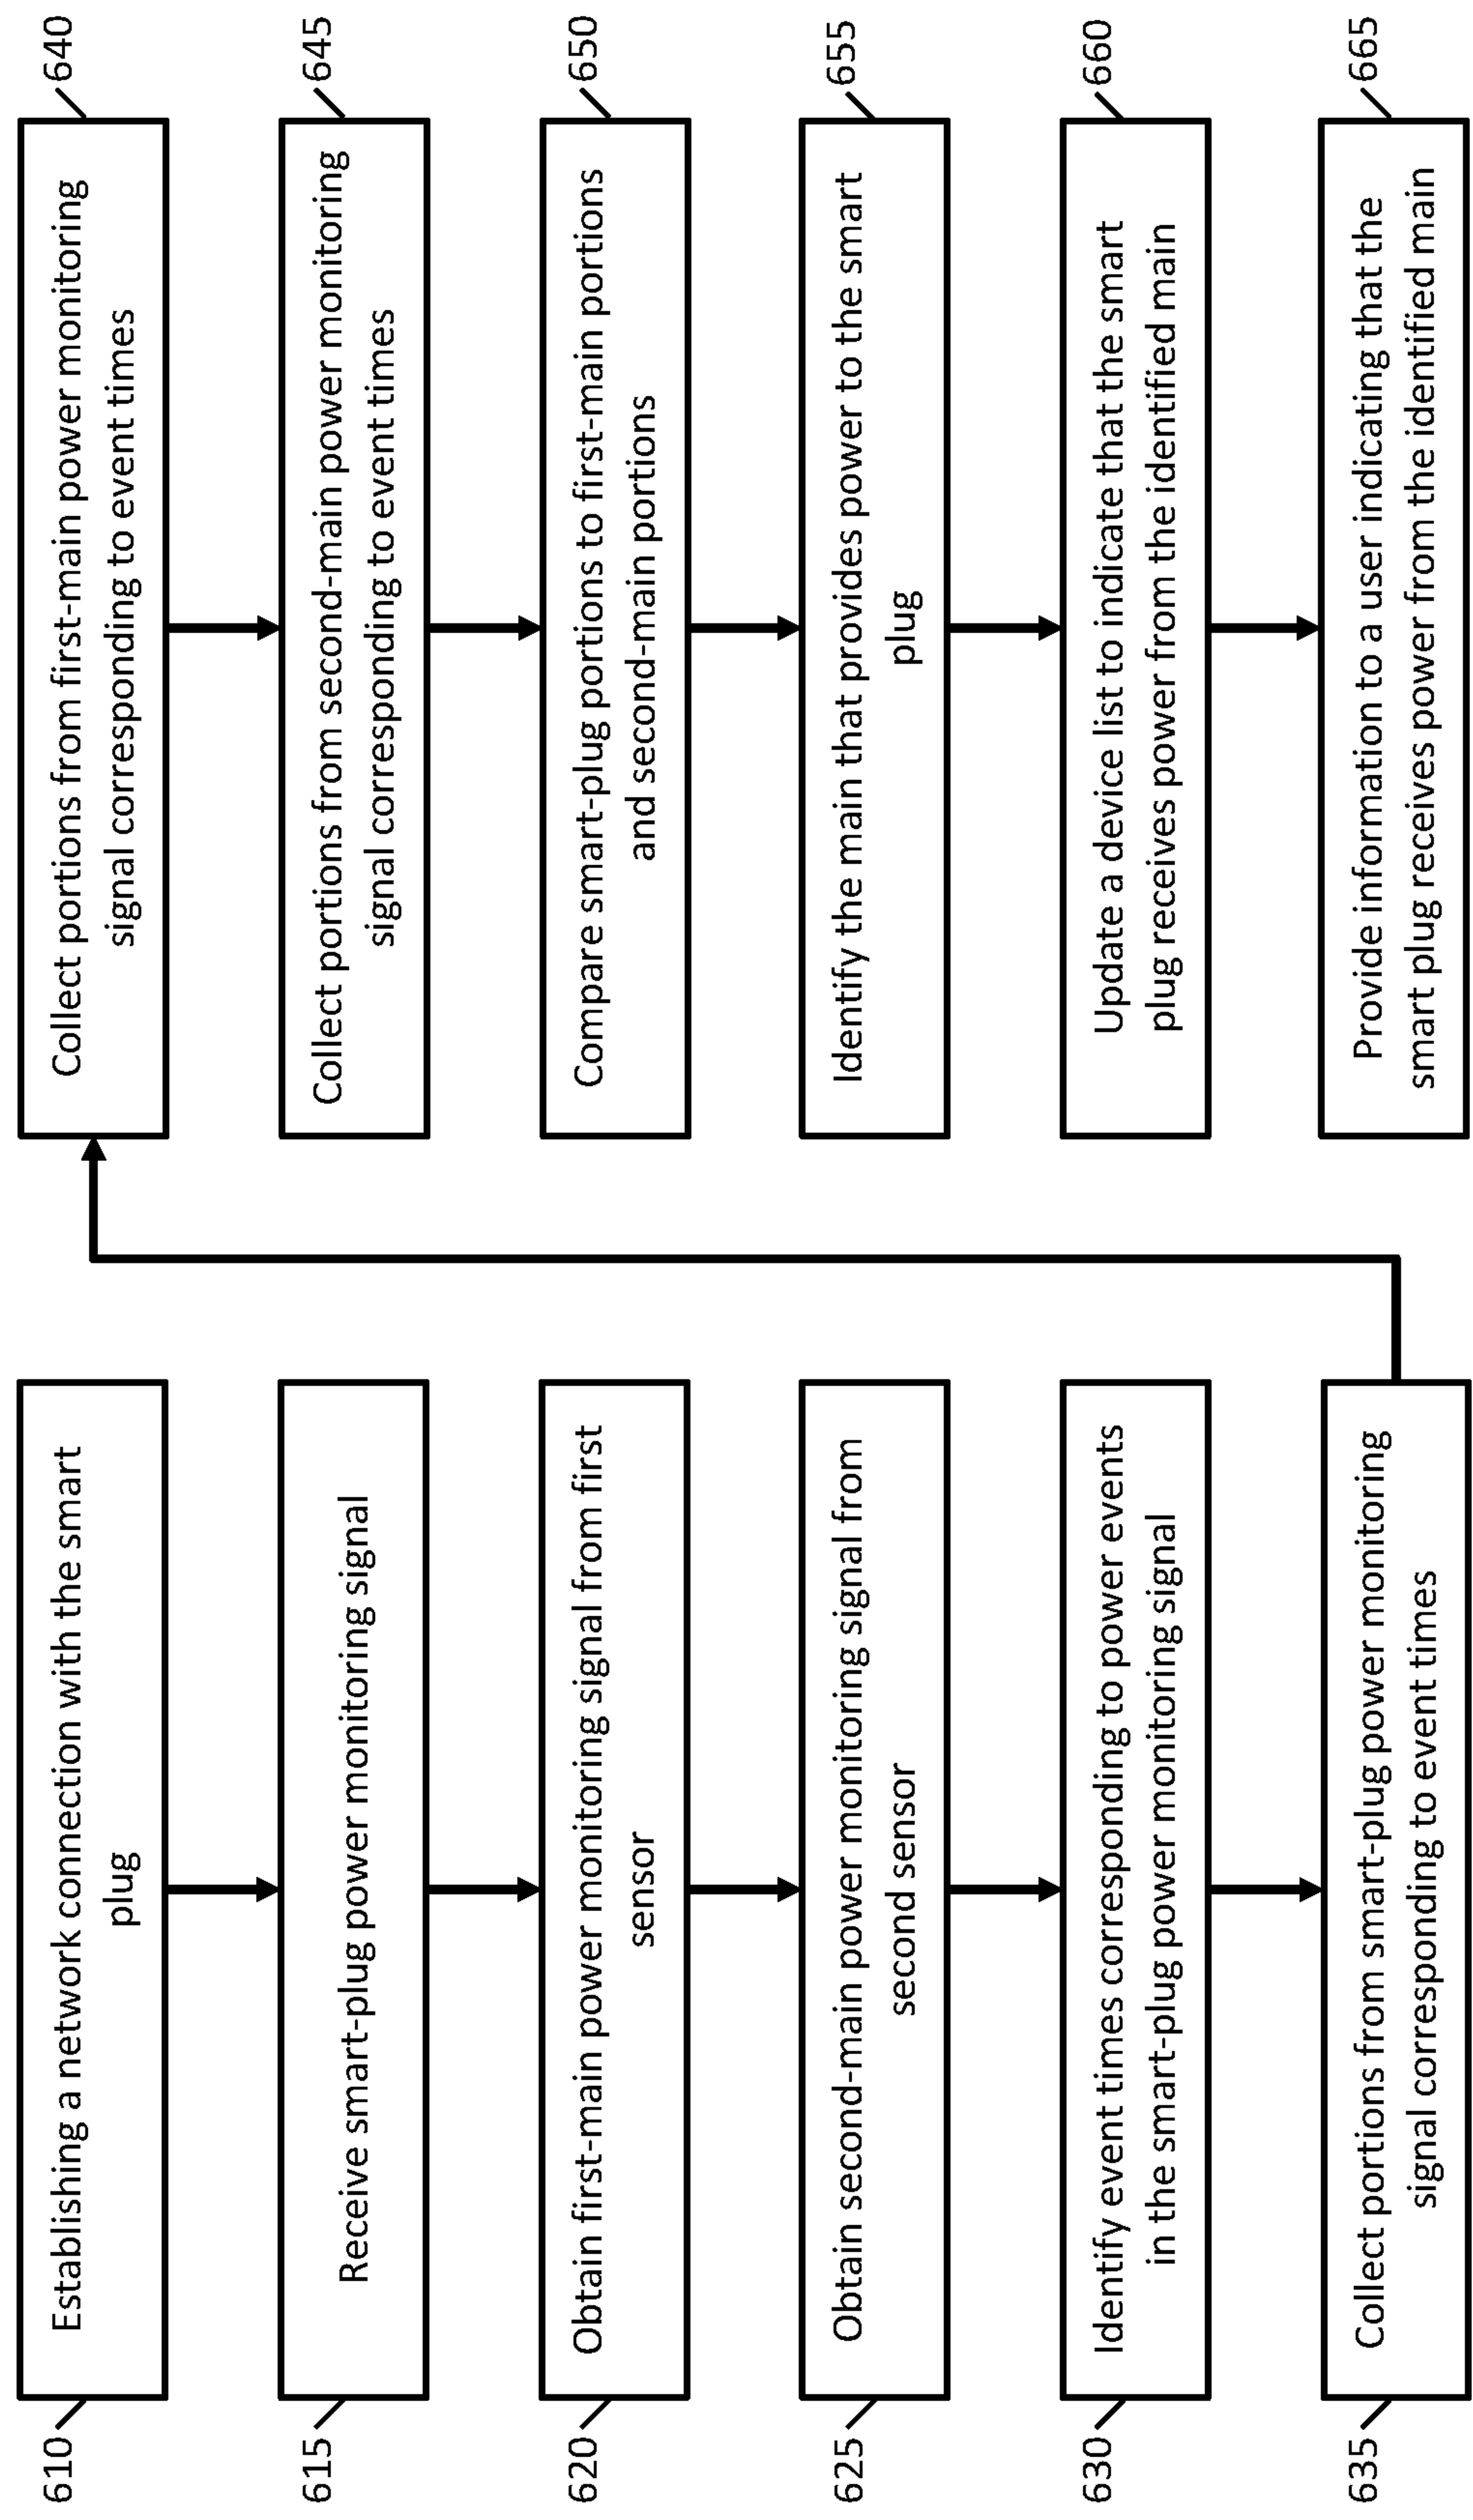 610
Establishing a network connection with the smart
plug
615
Receive smart-plug power monitoring signal
620
Obtain first-main power monitoring signal from first
sensor
625
Obtain second-main power monitoring signal from
second sensor
630
Identify event times corresponding to power events
in the smart-plug power monitoring signal
635
Collect portions from smart-plug power monitoring
signal corresponding to event times
640
Collect portions from first-main power monitoring
signal corresponding to event times
645
Collect portions from second-main power monitoring
signal corresponding to event times
650
Compare smart-plug portions to first-main portions
and second-main portions
655
Identify the main that provides power to the smart
plug
660
Update a device list to indicate that the smart
plug receives power from the identified main
665
Provide information to a user indicating that the
smart plug receives power from the identified main